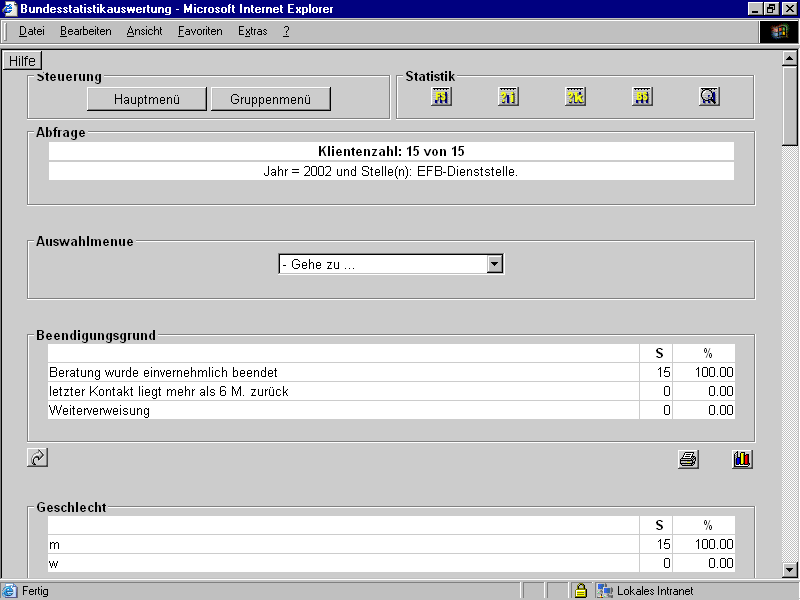 Bundesstatistikauswertung - Microsoft Internet Explorer
Datei Bearbeiten Ansicht Favoriten Extras ?
Hilfe
Steuerung
Hauptmenü Gruppenmenü
Statistik
Abfrage
Klientenzahl: 15 von 15
Jahr = 2002 und Stelle(n): EFB-Dienststelle.
Auswahlmenue
- Gehe zu ...
Beendigungsgrund
S %
Beratung wurde einvernehmlich beendet 15 100.00
letzter Kontakt liegt mehr als 6 M. zurück 0 0.00
Weiterverweisung 0 0.00
Geschlecht
S %
m 15 100.00
w 0 0.00
Fertig Lokales Intranet